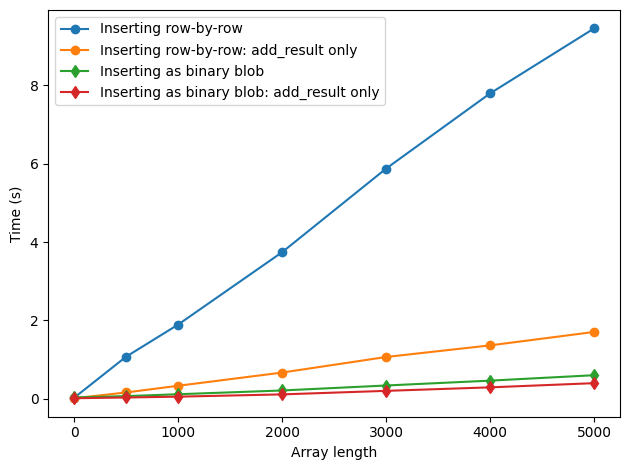 Inserting row-by-row
Inserting row-by-row: add_result only
Inserting as binary blob
Inserting as binary blob: add_result only
8
6
4
2
0
Time (s)
0 1000 2000 3000 4000 5000
Array length